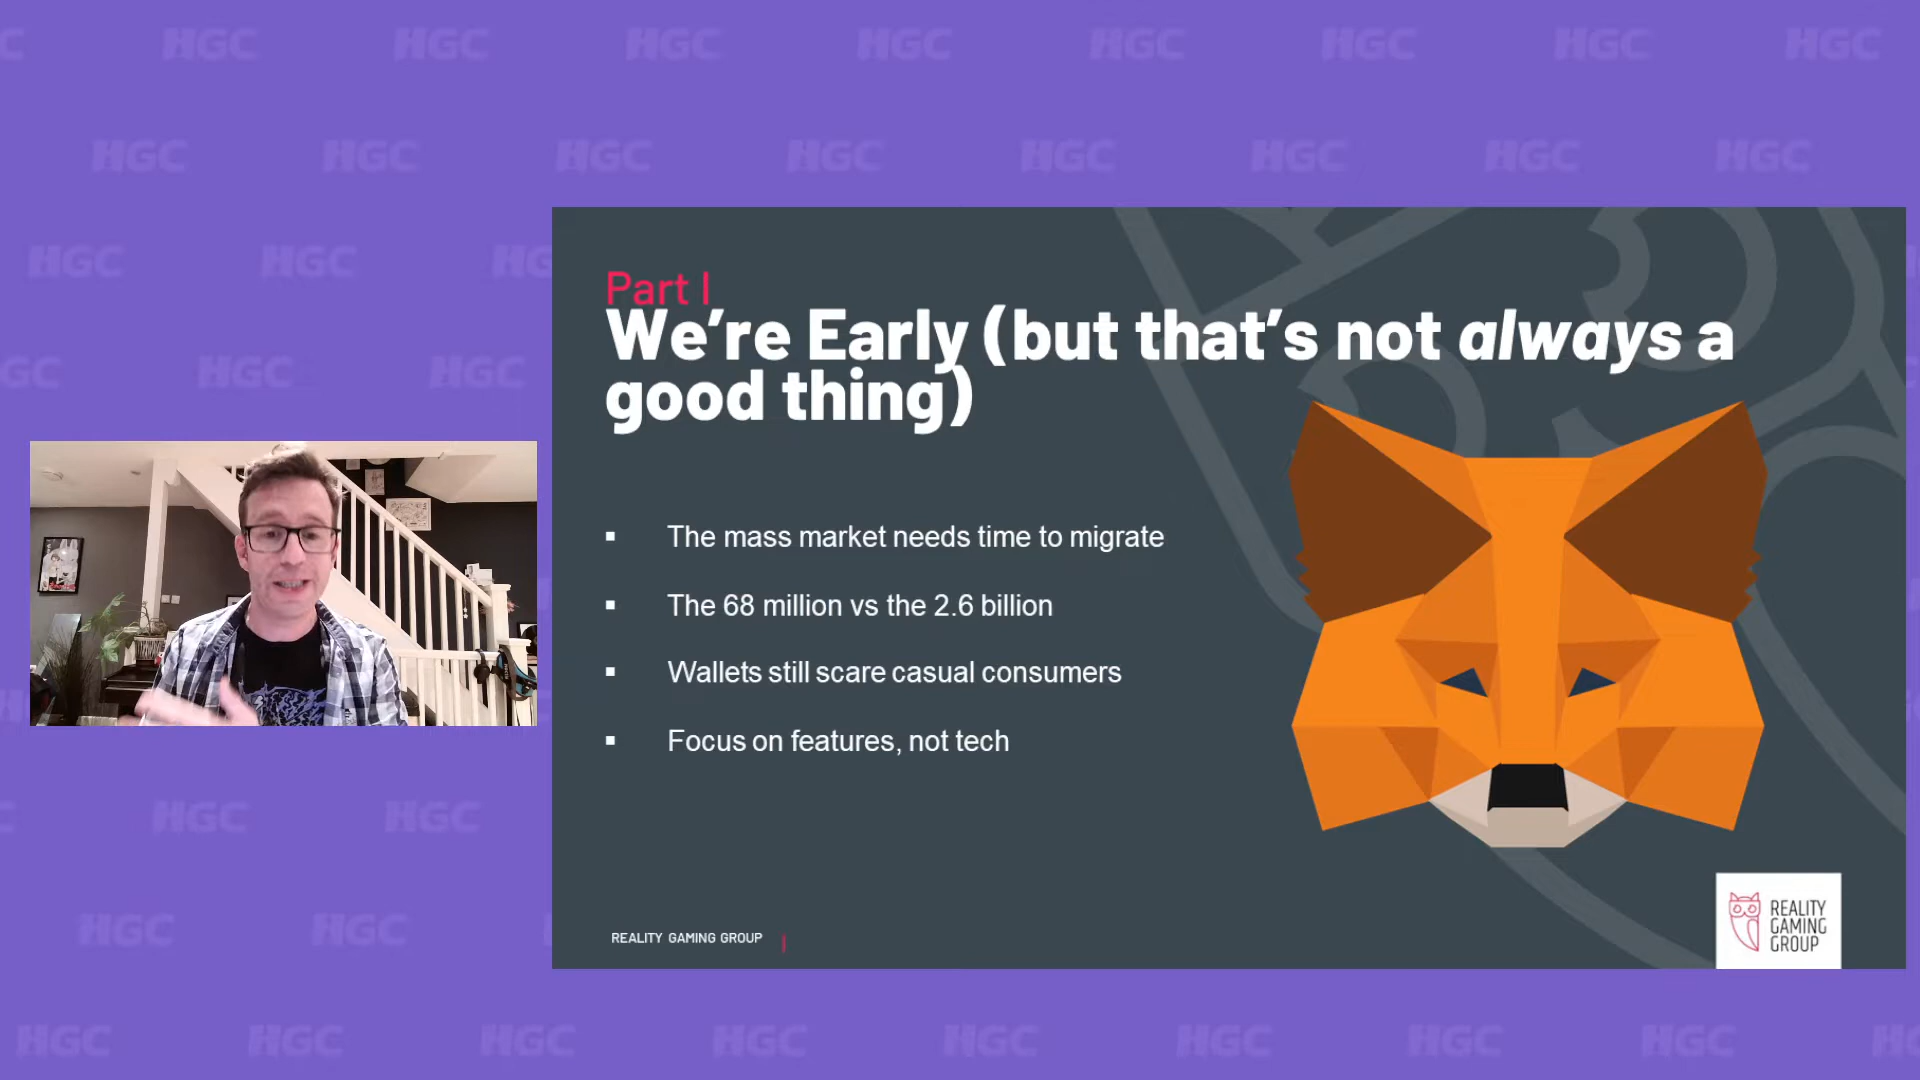 Part I
We're Early (but that's not always a
good thing)
▪ The mass market needs time to migrate
▪ The 68 million vs the 2.6 billion
▪ Wallets still scare casual consumers
▪ Focus on features, not tech
REALITY GAMING GROUP |
REALITY
GAMING
GROUP
HGC